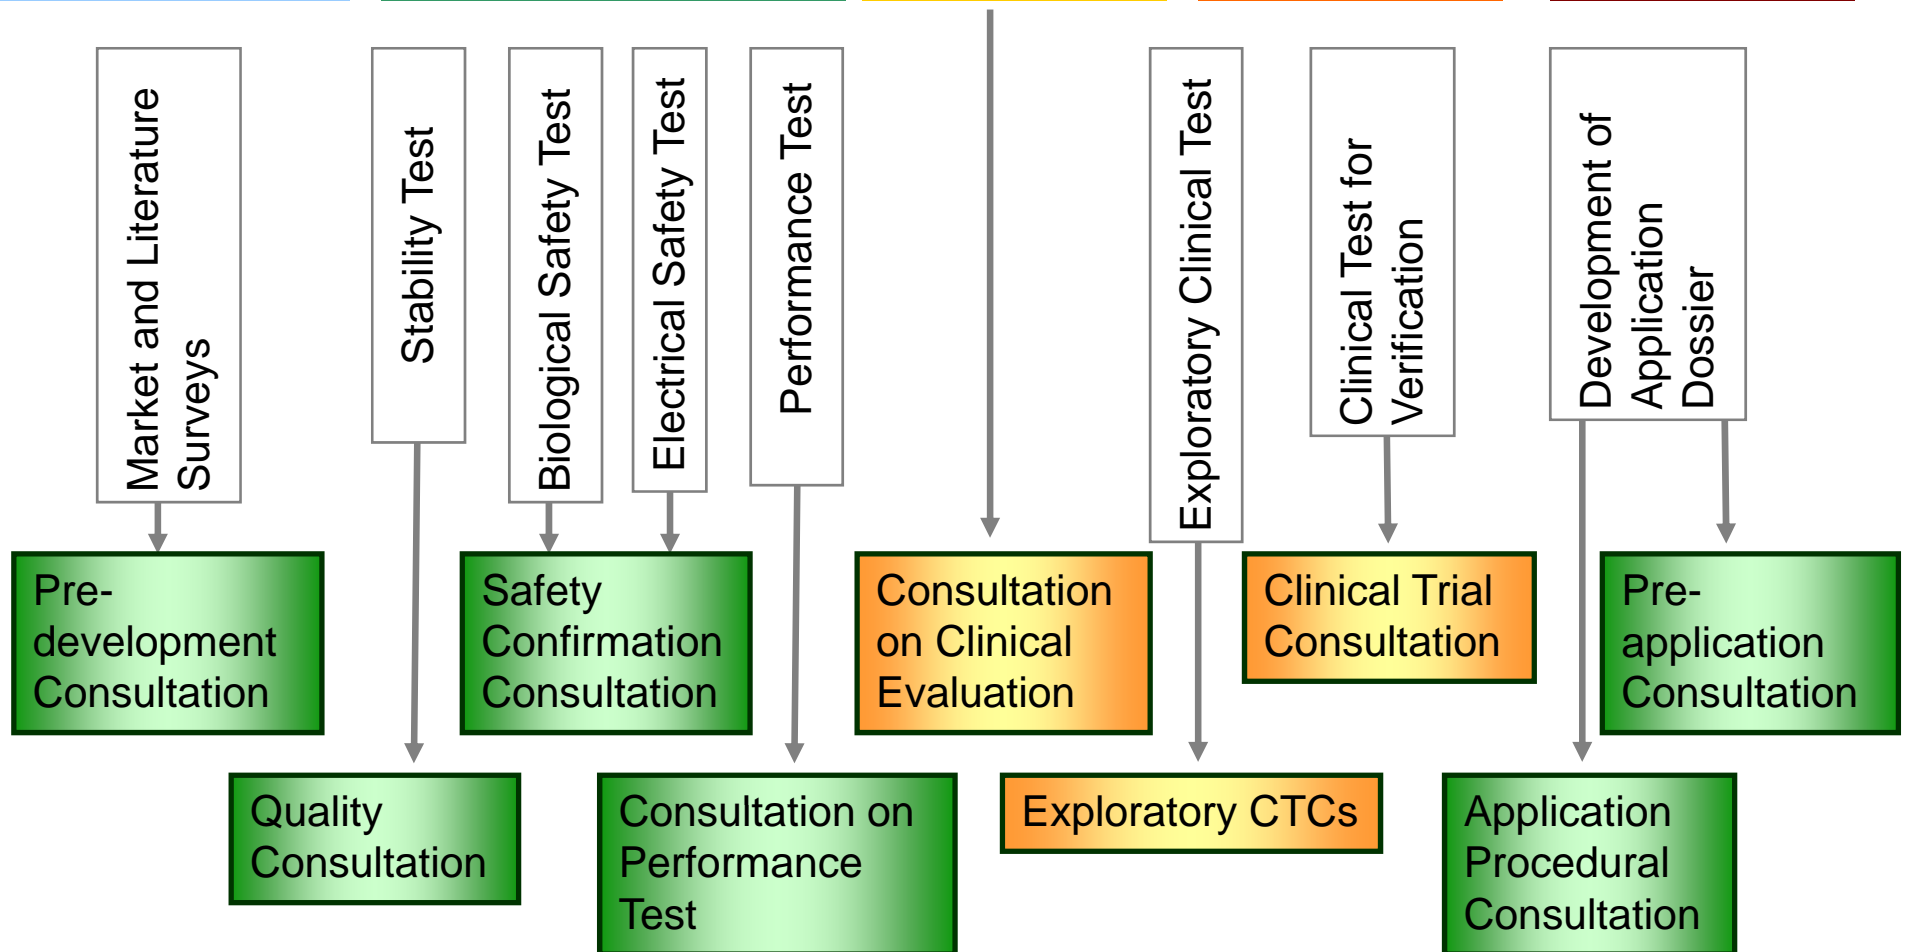 Market and Literature
Surveys
Stability Test
Biological Safety Test
Electrical Safety Test
Performance Test
Exploratory Clinical Test
Clinical Test for
Verification
Development of
Application
Dossier
Pre-
development
Consultation
Safety
Confirmation
Consultation
Consultation
on Clinical
Evaluation
Clinical Trial
Consultation
Pre-
application
Consultation
Quality
Consultation
Consultation on
Performance
Test
Exploratory CTCs
Application
Procedural
Consultation